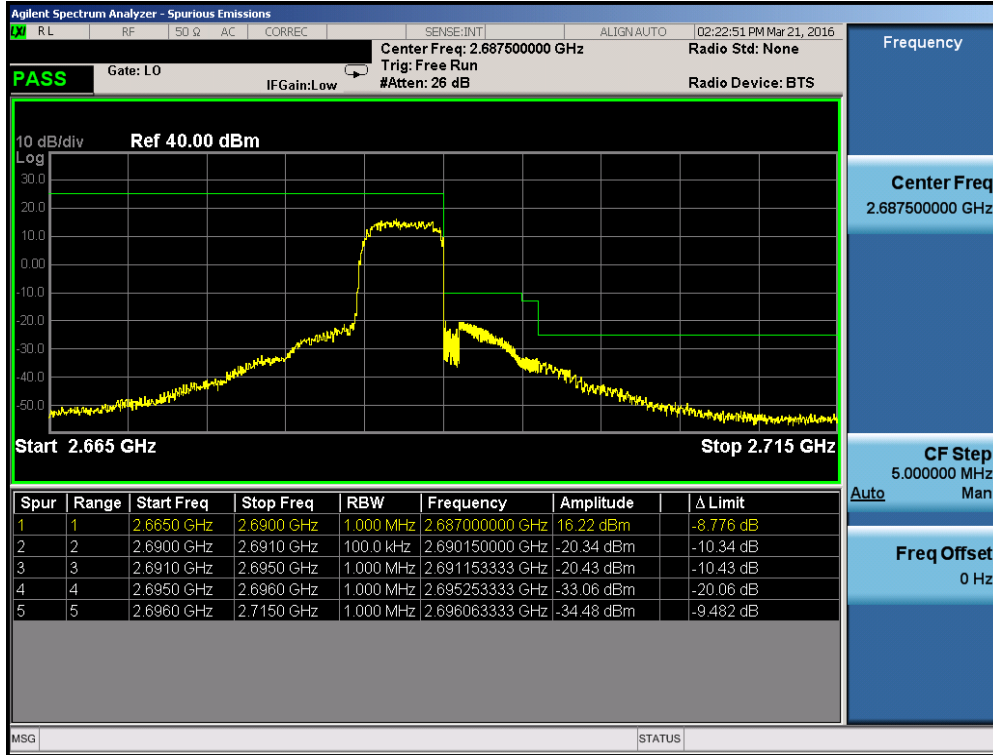 Agilent Spectrum Analyzer - Spurious Emissions
LXI RL RF 50 Ω AC CORREC SENSE:INT ALIGN AUTO 02:22:51 PM Mar 21, 2016
Center Freq: 2.687500000 GHz Radio Std: None
Gate: LO Trig: Free Run
PASS IFGain:Low #Atten: 26 dB Radio Device: BTS
Frequency
10 dB/div Ref 40.00 dBm
Log
30.0
20.0
10.0
0.00
-10.0
-20.0
-30.0
-40.0
-50.0
Start 2.665 GHz Stop 2.715 GHz
Spur Range Start Freq Stop Freq RBW Frequency Amplitude Δ Limit
1 1 2.6650 GHz 2.6900 GHz 1.000 MHz 2.687000000 GHz 16.22 dBm -8.776 dB
2 2 2.6900 GHz 2.6910 GHz 100.0 kHz 2.690150000 GHz -20.34 dBm -10.34 dB
3 3 2.6910 GHz 2.6950 GHz 1.000 MHz 2.691153333 GHz -20.43 dBm -10.43 dB
4 4 2.6950 GHz 2.6960 GHz 1.000 MHz 2.695253333 GHz -33.06 dBm -20.06 dB
5 5 2.6960 GHz 2.7150 GHz 1.000 MHz 2.696063333 GHz -34.48 dBm -9.482 dB
Center Freq
2.687500000 GHz
CF Step
5.000000 MHz
Auto Man
Freq Offset
0 Hz
MSG STATUS